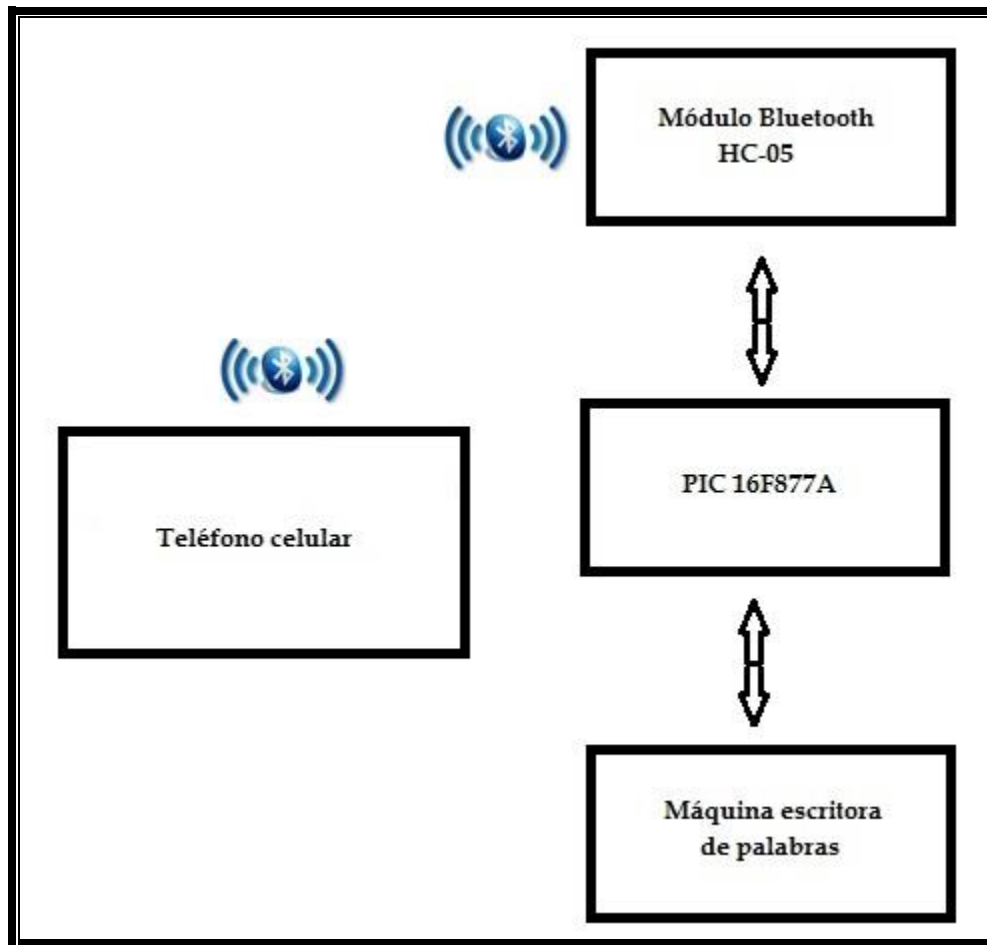 Módulo Bluetooth
HC-05
Teléfono celular
PIC 16F877A
Máquina escritora
de palabras